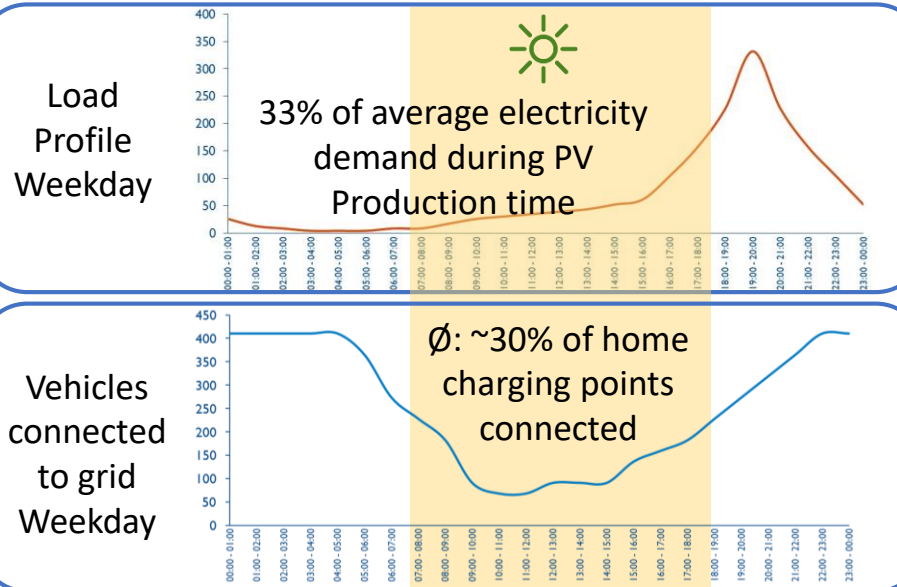 Load
Profile
Weekday
400
350
300
250
200
150
100
50
0
33% of average electricity
demand during PV
Production time
00:00 - 01:00
01:00 - 02:00
02:00 - 03:00
03:00 - 04:00
04:00 - 05:00
05:00 - 06:00
06:00 - 07:00
07:00 - 08:00
08:00 - 09:00
09:00 - 10:00
10:00 - 11:00
11:00 - 12:00
12:00 - 13:00
13:00 - 14:00
14:00 - 15:00
15:00 - 16:00
16:00 - 17:00
17:00 - 18:00
18:00 - 19:00
19:00 - 20:00
20:00 - 21:00
21:00 - 22:00
22:00 - 23:00
23:00 - 00:00
Vehicles
connected
to grid
Weekday
450
400
350
300
250
200
150
100
50
0
Ø: ~30% of home
charging points
connected
00:00 - 01:00
01:00 - 02:00
02:00 - 03:00
03:00 - 04:00
04:00 - 05:00
05:00 - 06:00
06:00 - 07:00
07:00 - 08:00
08:00 - 09:00
09:00 - 10:00
10:00 - 11:00
11:00 - 12:00
12:00 - 13:00
13:00 - 14:00
14:00 - 15:00
15:00 - 16:00
16:00 - 17:00
17:00 - 18:00
18:00 - 19:00
19:00 - 20:00
20:00 - 21:00
21:00 - 22:00
22:00 - 23:00
23:00 - 00:00